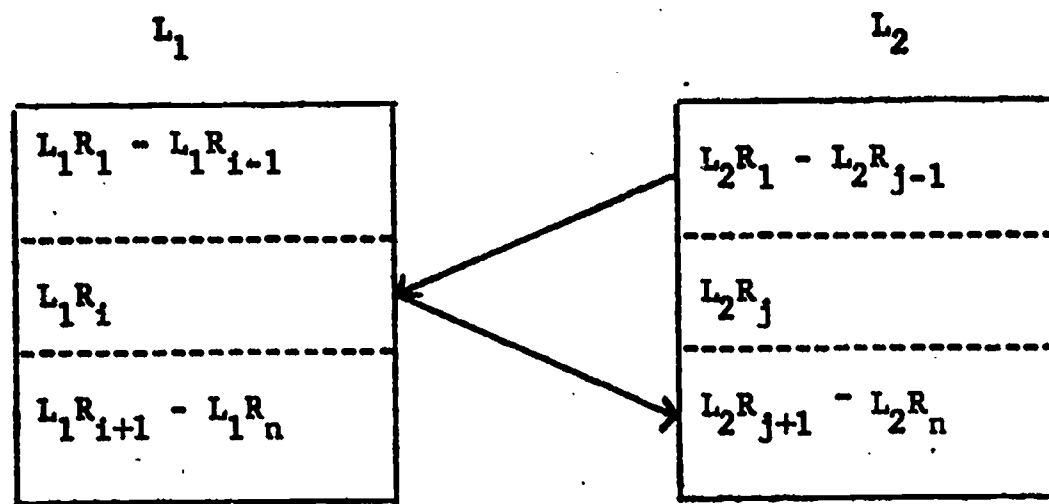 L₁ L₂
L₁R₁ - L₁Rᵢ₋₁ L₂R₁ - L₂Rⱼ₋₁
L₁Rᵢ L₂Rⱼ
L₁Rᵢ₊₁ - L₁Rₙ L₂Rⱼ₊₁ - L₂Rₙ